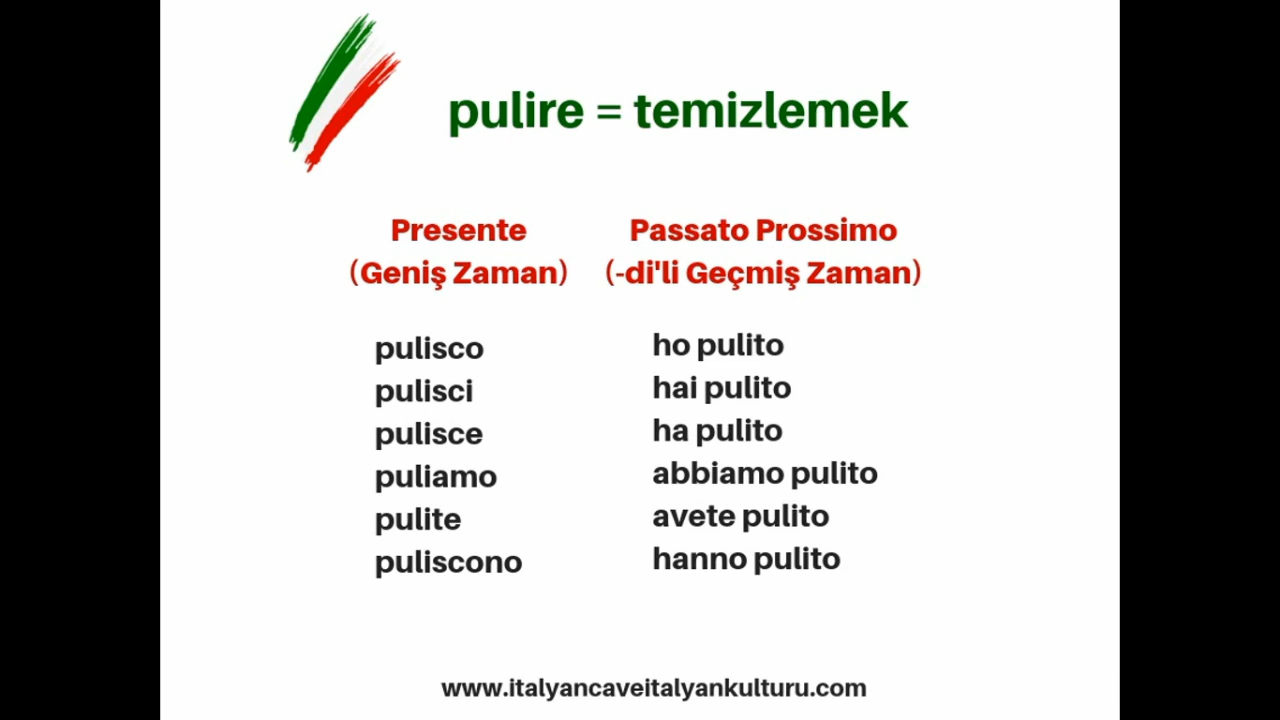 pulire = temizlemek
Presente
(Geniş Zaman)
pulisco
pulisci
pulisce
puliamo
pulite
puliscono
Passato Prossimo
(-di'li Geçmiş Zaman)
ho pulito
hai pulito
ha pulito
abbiamo pulito
avete pulito
hanno pulito
www.italyancaveitalyankulturu.com